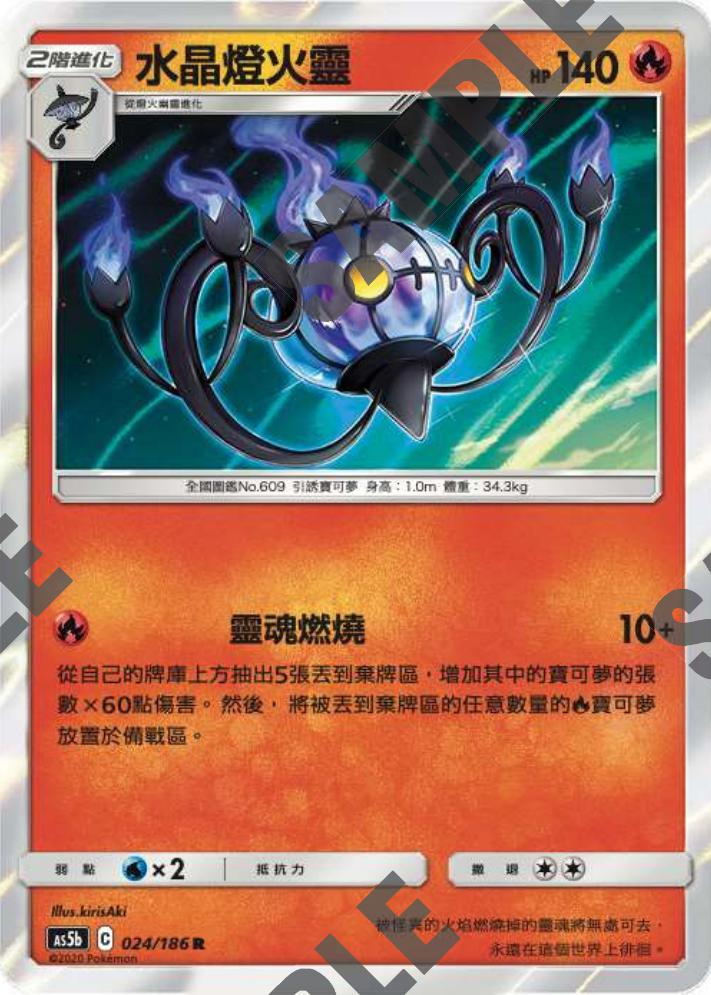 2階進化
水晶燈火靈
HP 140
從燈火幽靈進化
SAMPLE
全國圖鑑No.609 引誘寶可夢 身高：1.0m 體重：34.3kg
靈魂燃燒 10+
從自己的牌庫上方抽出5張丟到棄牌區，增加其中的寶可夢的張
數×60點傷害。然後，將被丟到棄牌區的任意數量的寶可夢
放置於備戰區。
弱點 ×2 抵抗力 撤退
Illus.kirisAki
AS5b C 024/186 R
©2020 Pokémon
被怪異的火焰燃燒掉的靈魂將無處可去，
永遠在這個世界上徘徊。